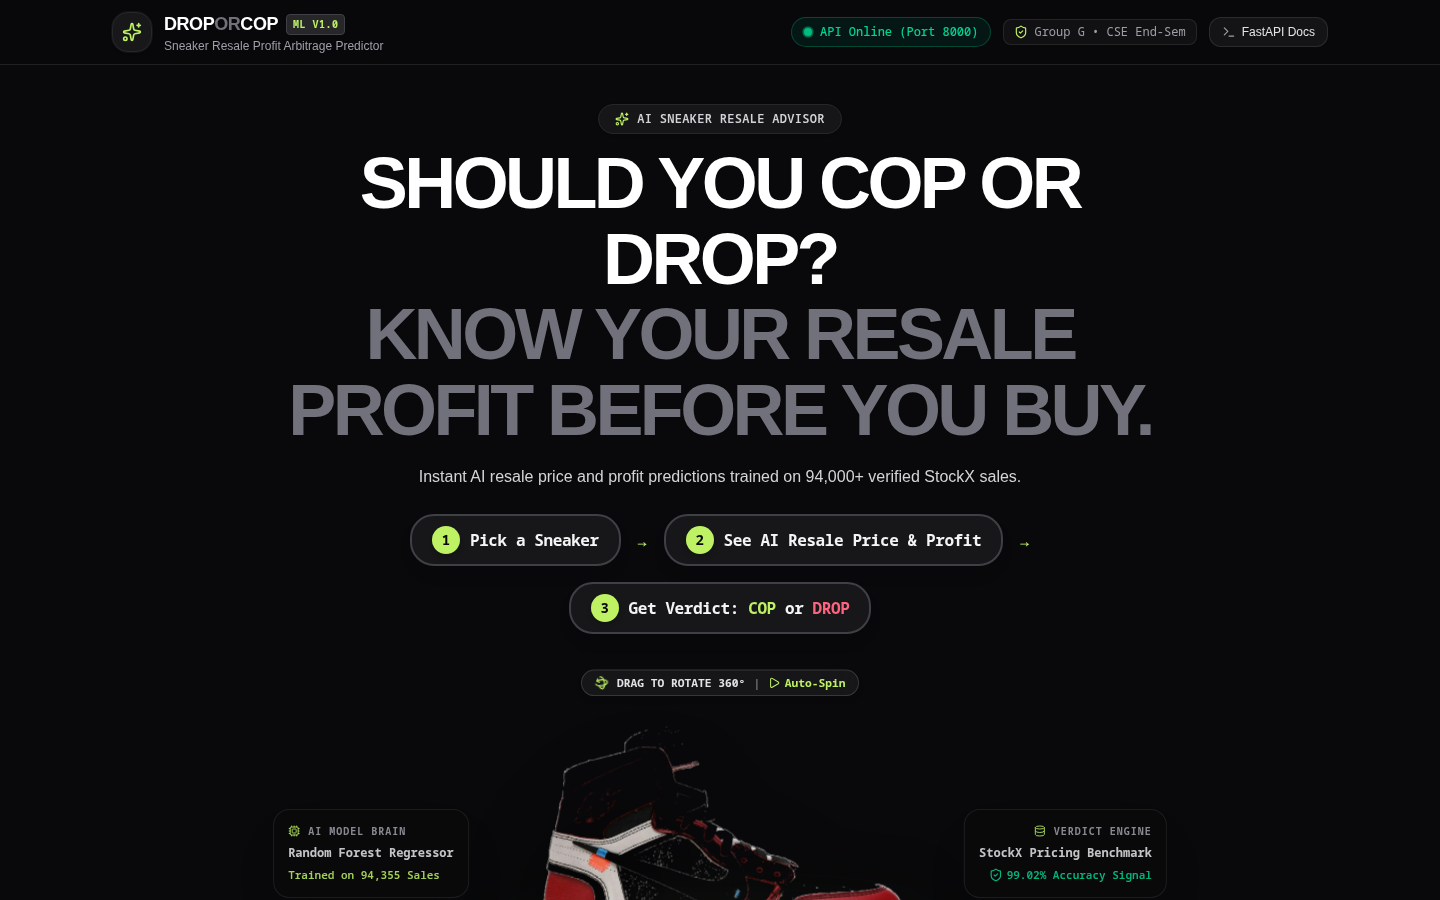 DROPORCOP ML V1.0
Sneaker Resale Profit Arbitrage Predictor
API Online (Port 8000)
Group G • CSE End-Sem
FastAPI Docs
AI SNEAKER RESALE ADVISOR
SHOULD YOU COP OR
DROP?
KNOW YOUR RESALE
PROFIT BEFORE YOU BUY.
Instant AI resale price and profit predictions trained on 94,000+ verified StockX sales.
1 Pick a Sneaker →
2 See AI Resale Price & Profit →
3 Get Verdict: COP or DROP
DRAG TO ROTATE 360° | Auto-Spin
AI MODEL BRAIN
Random Forest Regressor
Trained on 94,355 Sales
VERDICT ENGINE
StockX Pricing Benchmark
99.02% Accuracy Signal